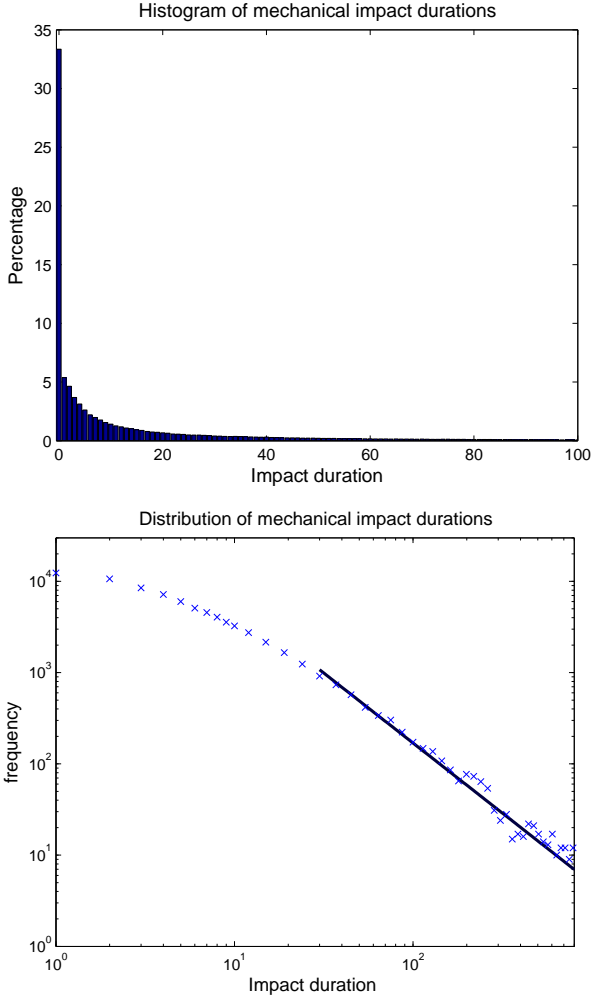 Histogram of mechanical impact durations
35
30
25
20
15
10
5
0
Percentage
0 20 40 60 80 100
Impact duration
Distribution of mechanical impact durations
10^4
10^3
10^2
10^1
10^0
frequency
10^0 10^1 10^2
Impact duration